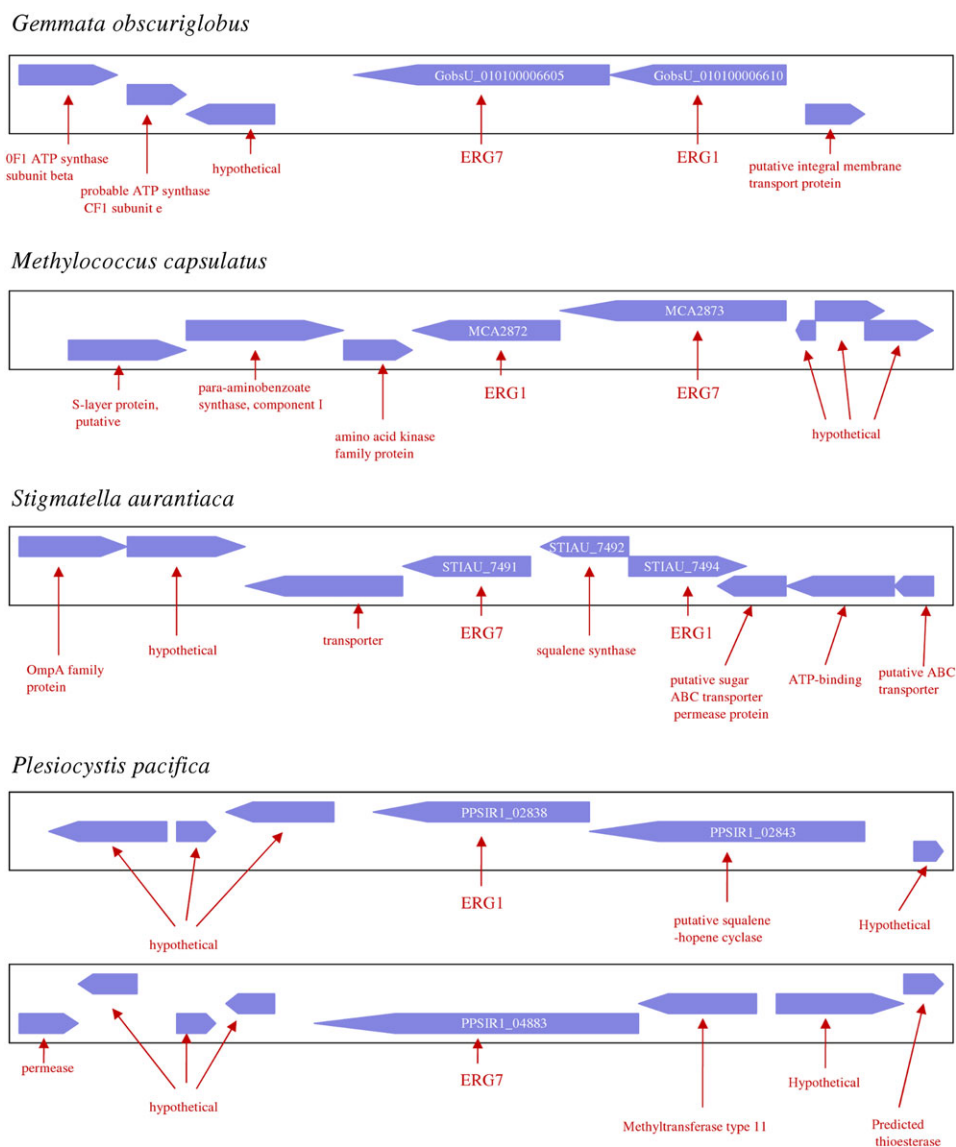 Gemmata obscuriglobus
GobsU_010100006605
GobsU_010100006610
0F1 ATP synthase
subunit beta
probable ATP synthase
CF1 subunit e
hypothetical
ERG7
ERG1
putative integral membrane
transport protein
Methylococcus capsulatus
MCA2872
MCA2873
S-layer protein,
putative
para-aminobenzoate
synthase, component I
amino acid kinase
family protein
ERG1
ERG7
hypothetical
Stigmatella aurantiaca
STIAU_7491
STIAU_7492
STIAU_7494
OmpA family
protein
hypothetical
transporter
ERG7
squalene synthase
ERG1
putative sugar
ABC transporter
permease protein
ATP-binding
putative ABC
transporter
Plesiocystis pacifica
PPSIR1_02838
PPSIR1_02843
hypothetical
ERG1
putative squalene
-hopene cyclase
Hypothetical
PPSIR1_04883
permease
hypothetical
ERG7
Methyltransferase type 11
Hypothetical
Predicted
thioesterase